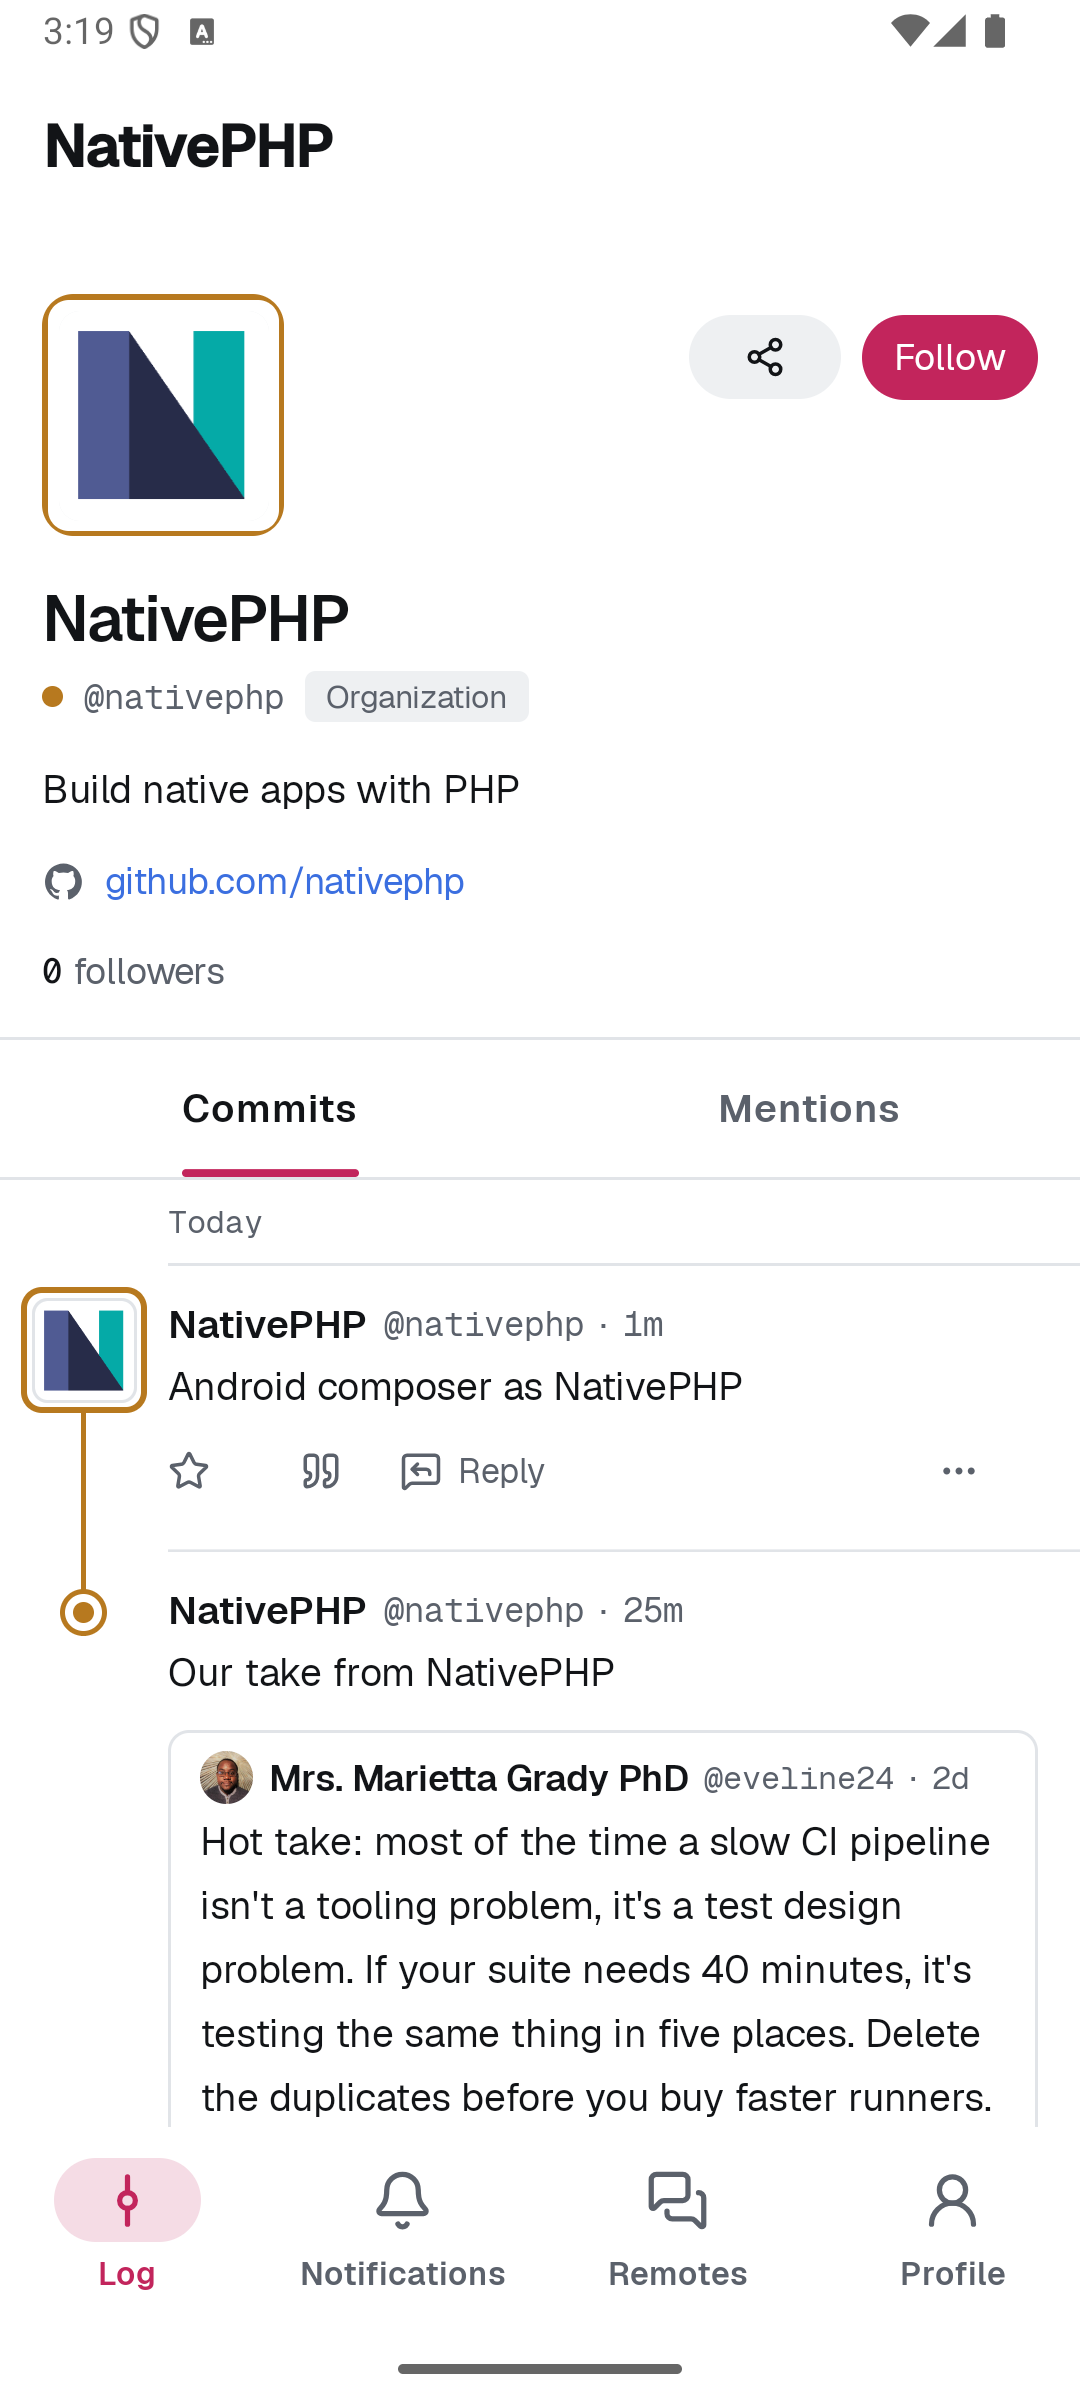 3:19
NativePHP
Follow
NativePHP
@nativephp Organization
Build native apps with PHP
github.com/nativephp
0 followers
Commits Mentions
Today
NativePHP @nativephp · 1m
Android composer as NativePHP
Reply
NativePHP @nativephp · 25m
Our take from NativePHP
Mrs. Marietta Grady PhD @eveline24 · 2d
Hot take: most of the time a slow CI pipeline
isn't a tooling problem, it's a test design
problem. If your suite needs 40 minutes, it's
testing the same thing in five places. Delete
the duplicates before you buy faster runners.
Log Notifications Remotes Profile